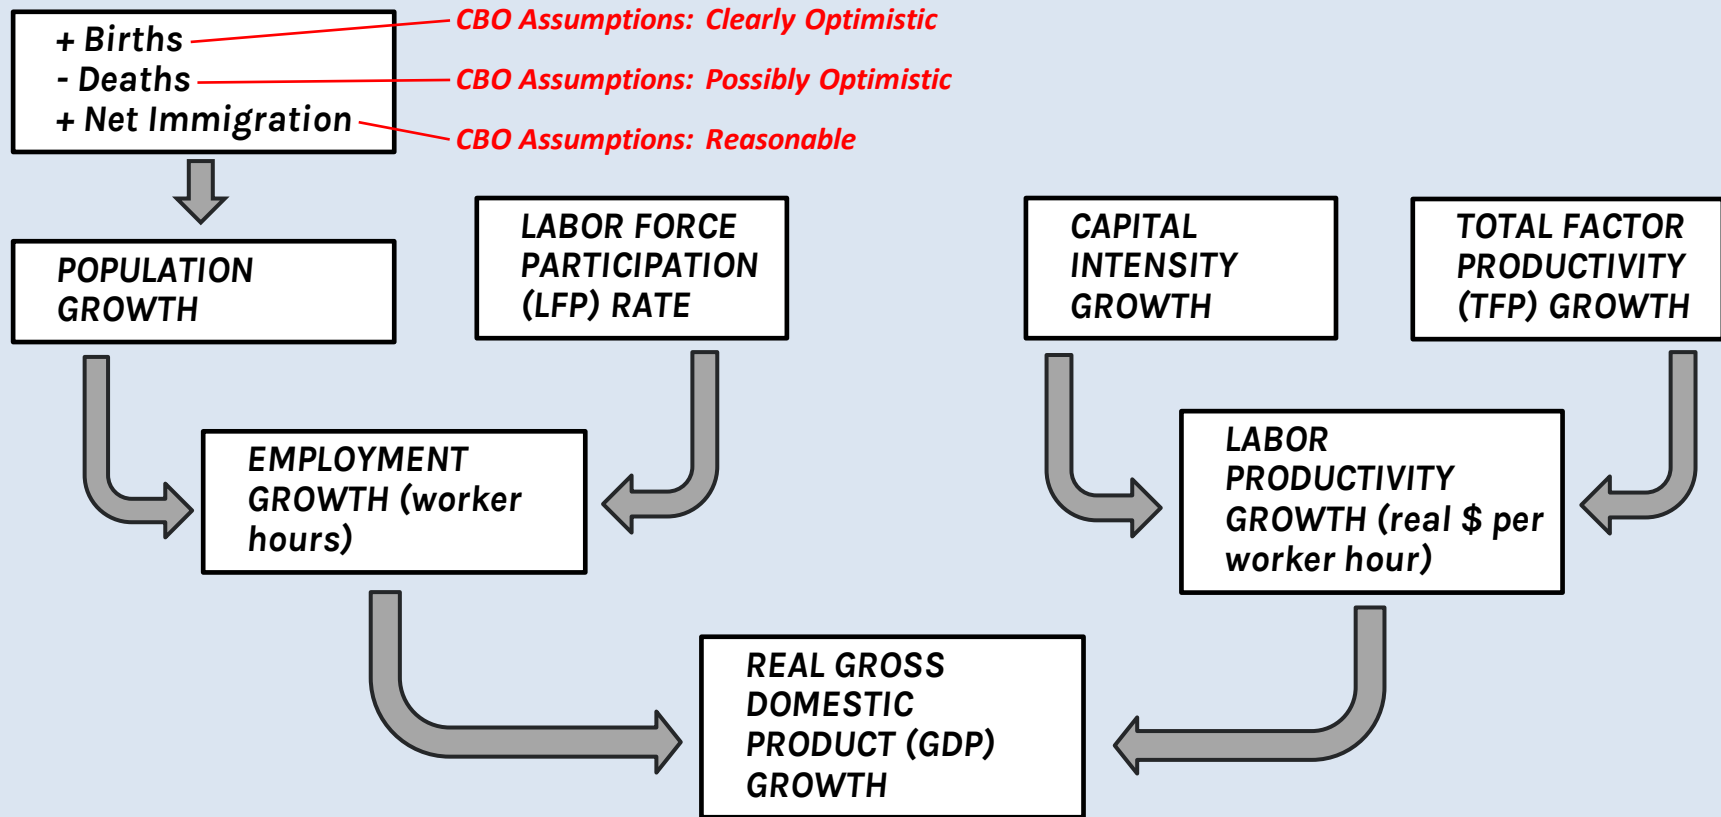 + Births
- Deaths
+ Net Immigration
CBO Assumptions: Clearly Optimistic
CBO Assumptions: Possibly Optimistic
CBO Assumptions: Reasonable
POPULATION
GROWTH
LABOR FORCE
PARTICIPATION
(LFP) RATE
CAPITAL
INTENSITY
GROWTH
TOTAL FACTOR
PRODUCTIVITY
(TFP) GROWTH
EMPLOYMENT
GROWTH (worker
hours)
LABOR
PRODUCTIVITY
GROWTH (real $ per
worker hour)
REAL GROSS
DOMESTIC
PRODUCT (GDP)
GROWTH